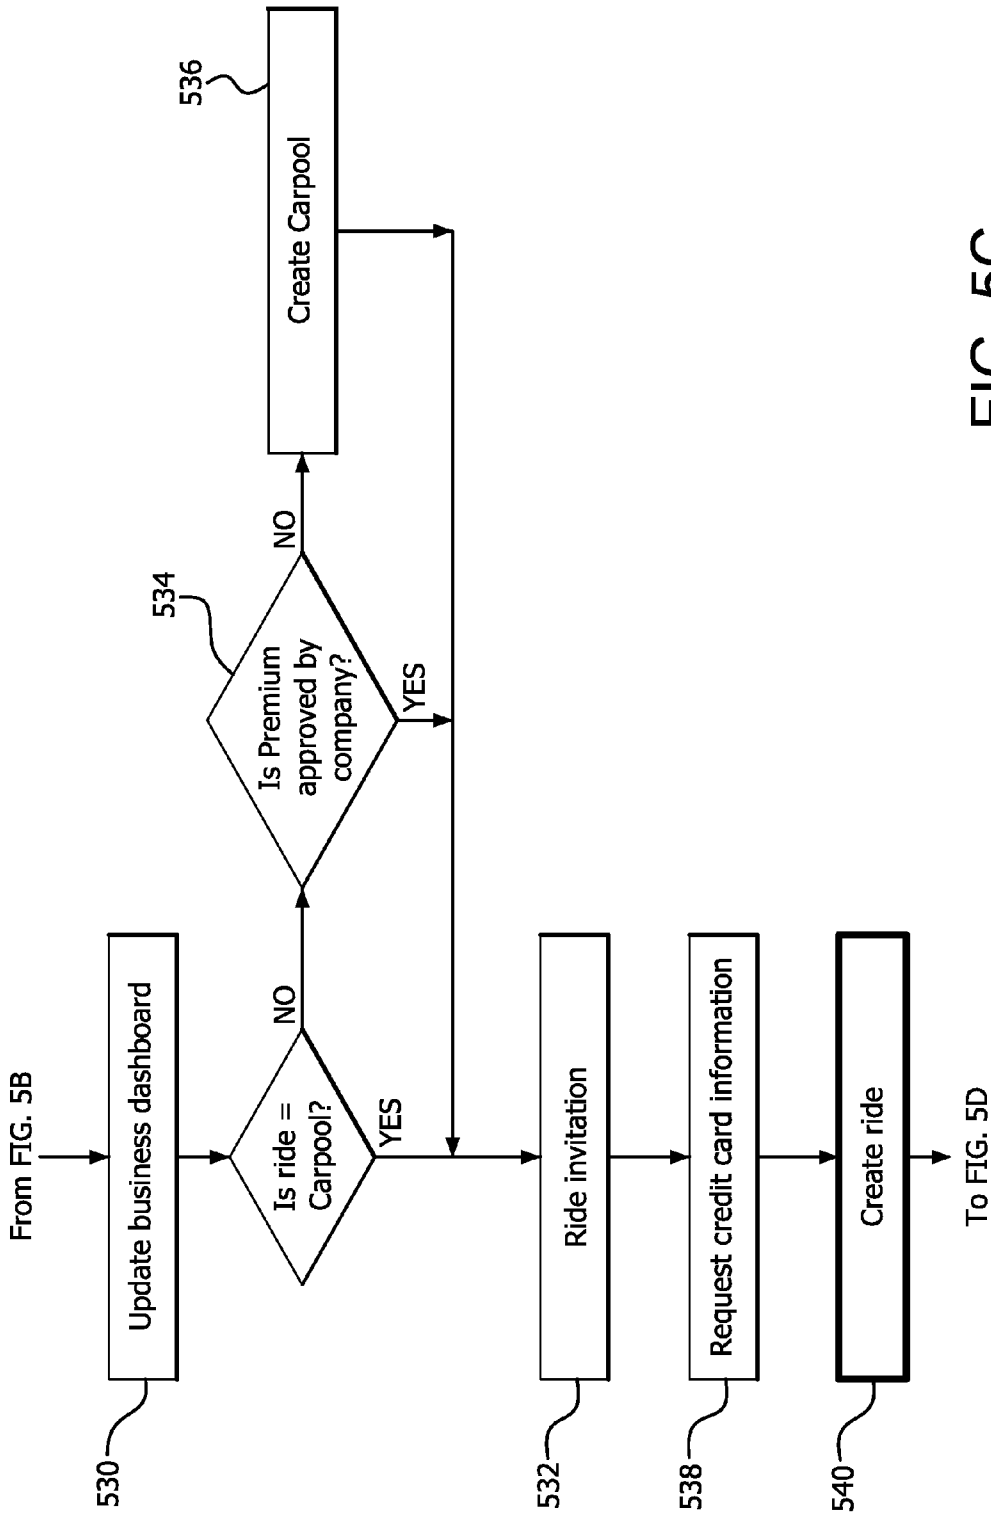 From FIG. 5B
530
Update business dashboard
Is ride =
Carpool?
NO
YES
534
Is Premium
approved by
company?
NO
YES
536
Create Carpool
532
Ride invitation
538
Request credit card information
540
Create ride
To FIG. 5D
FIG. 5C